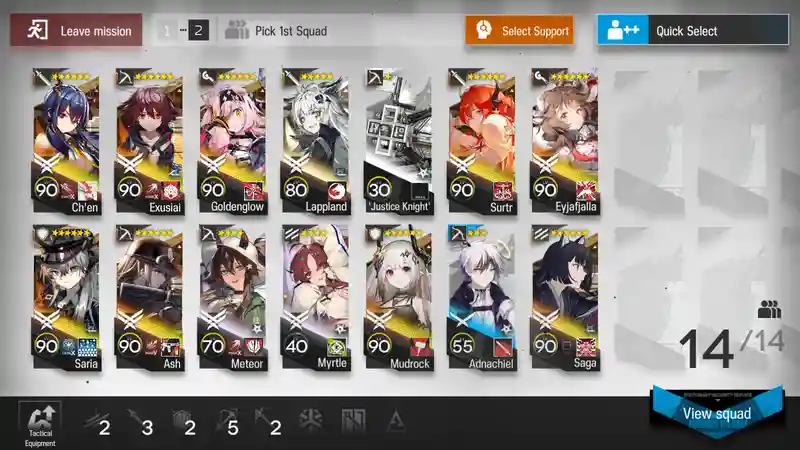 Leave mission
1 2
Pick 1st Squad
Select Support
Quick Select
90
Ch'en
90
Exusiai
90
Goldenglow
80
Lappland
30
'Justice Knight'
90
Surtr
90
Eyjafjalla
90
Saria
90
Ash
70
Meteor
40
Myrtle
90
Mudrock
55
Adnachiel
90
Saga
14/14
Tactical
Equipment
2
3
2
5
2
View squad